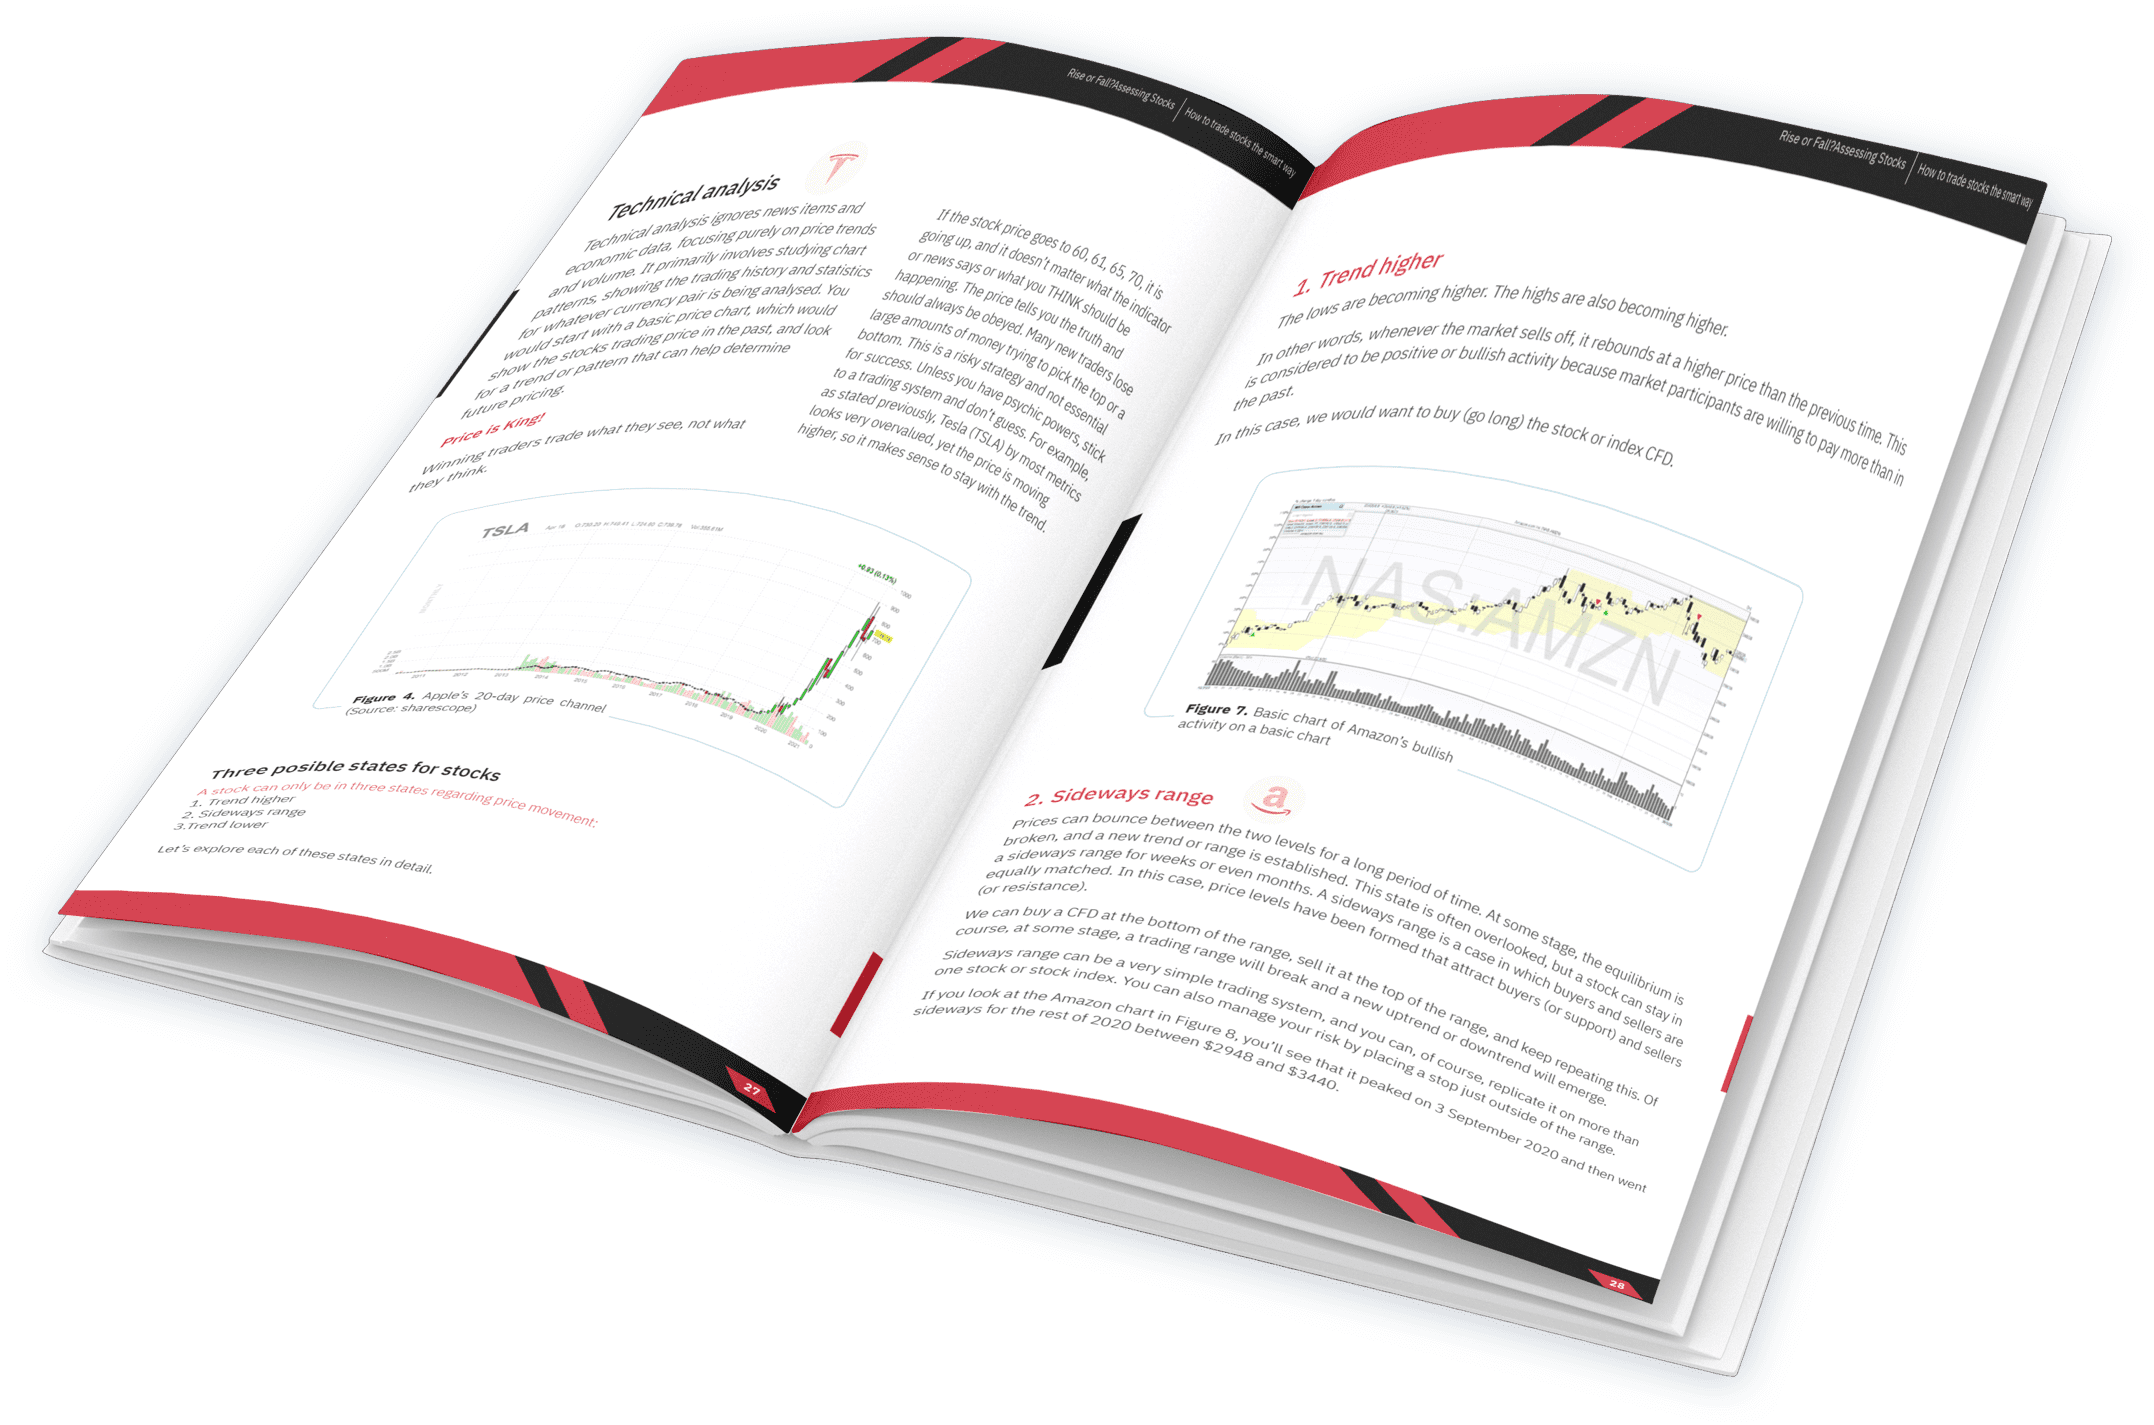 Rise or Fall?Assessing Stocks | How to trade stocks the smart way
Technical analysis
Technical analysis ignores news items and
economic data, focusing purely on price trends
and volume. It primarily involves studying chart
patterns, showing the trading history and statistics
for whatever currency pair is being analysed. You
would start with a basic price chart, which would
show the stocks trading price in the past, and look
for a trend or pattern that can help determine
future pricing.
Price is King!
Winning traders trade what they see, not what
they think.
If the stock price goes to 60, 61, 65, 70, it is
going up, and it doesn't matter what the indicator
or news says or what you THINK should be
happening. The price tells you the truth and
should always be obeyed. Many new traders lose
large amounts of money trying to pick the top or a
bottom. This is a risky strategy and not essential
for success. Unless you have psychic powers, stick
to a trading system and don't guess. For example,
as stated previously, Tesla (TSLA) by most metrics
looks very overvalued, yet the price is moving
higher, so it makes sense to stay with the trend.
TSLA
+0.93 (0.13%)
1000
900
800
700
600
500
400
300
200
100
0
2011 2012 2013 2014 2015 2017 2018 2019 2020 2021
Figure 4. Apple's 20-day price channel
(Source: sharescope)
Three posible states for stocks
A stock can only be in three states regarding price movement:
1. Trend higher
2. Sideways range
3.Trend lower
Let's explore each of these states in detail.
27
Rise or Fall?Assessing Stocks | How to trade stocks the smart way
1. Trend higher
The lows are becoming higher. The highs are also becoming higher.
In other words, whenever the market sells off, it rebounds at a higher price than the previous time. This
is considered to be positive or bullish activity because market participants are willing to pay more than in
the past.
In this case, we would want to buy (go long) the stock or index CFD.
NAS:AMZN
Figure 7. Basic chart of Amazon's bullish
activity on a basic chart
2. Sideways range
a
Prices can bounce between the two levels for a long period of time. At some stage, the equilibrium is
broken, and a new trend or range is established. This state is often overlooked, but a stock can stay in
a sideways range for weeks or even months. A sideways range is a case in which buyers and sellers are
equally matched. In this case, price levels have been formed that attract buyers (or support) and sellers
(or resistance).
We can buy a CFD at the bottom of the range, sell it at the top of the range, and keep repeating this. Of
course, at some stage, a trading range will break and a new uptrend or downtrend will emerge.
Sideways range can be a very simple trading system, and you can, of course, replicate it on more than
one stock or stock index. You can also manage your risk by placing a stop just outside of the range.
If you look at the Amazon chart in Figure 8, you'll see that it peaked on 3 September 2020 and then went
sideways for the rest of 2020 between $2948 and $3440.
28